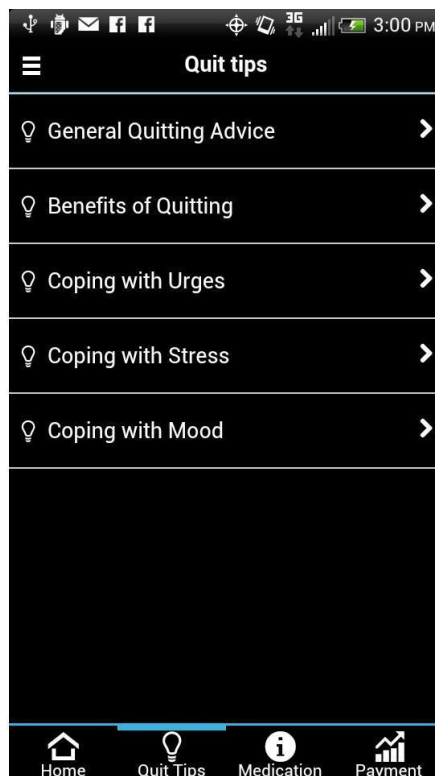 3G 3:00 PM
Quit tips
General Quitting Advice
Benefits of Quitting
Coping with Urges
Coping with Stress
Coping with Mood
Home Quit Tips Medication Payment